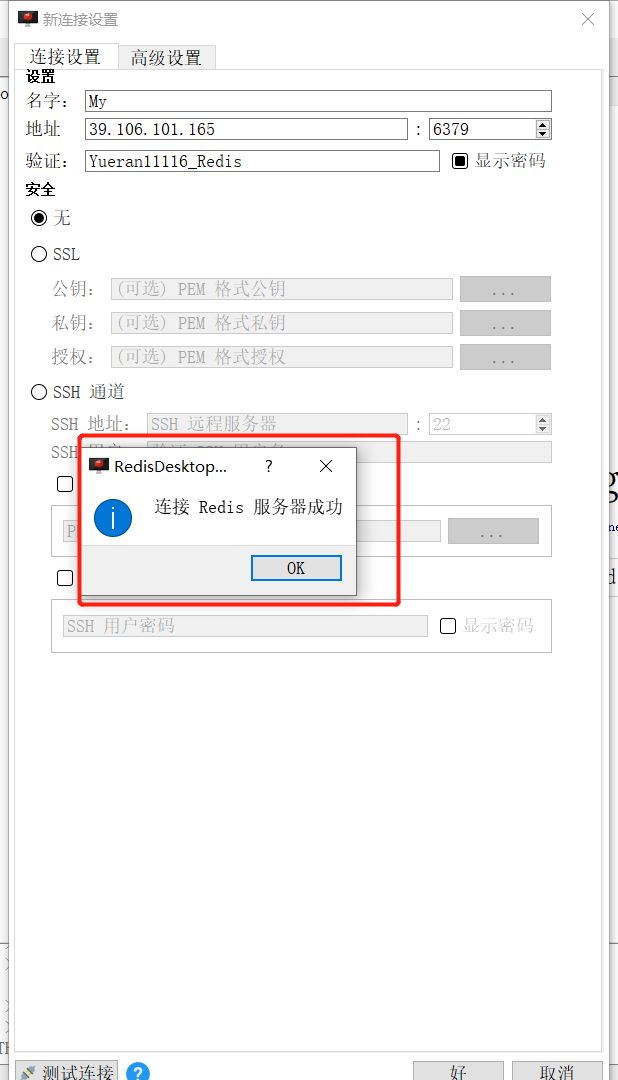 新连接设置
连接设置 高级设置
设置
名字： My
地址 39.106.101.165 : 6379
验证： Yueran11116_Redis 显示密码
安全
无
SSL
公钥： (可选) PEM 格式公钥 ...
私钥： (可选) PEM 格式私钥 ...
授权： (可选) PEM 格式授权 ...
SSH 通道
SSH 地址： SSH 远程服务器 : 22
SSH
RedisDesktop... ?
连接 Redis 服务器成功
...
OK
SSH 用户密码 显示密码
测试连接 ? 好 取消